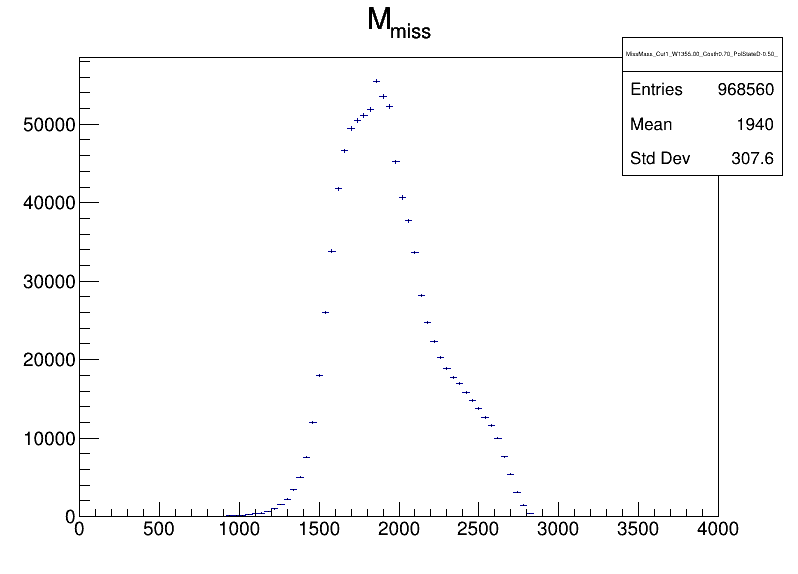 M_miss
MissMass_Cut1_W1355.00_Costh0.70_PolStateD-0.50_
Entries 968560
Mean 1940
Std Dev 307.6
50000
40000
30000
20000
10000
0
0 500 1000 1500 2000 2500 3000 3500 4000